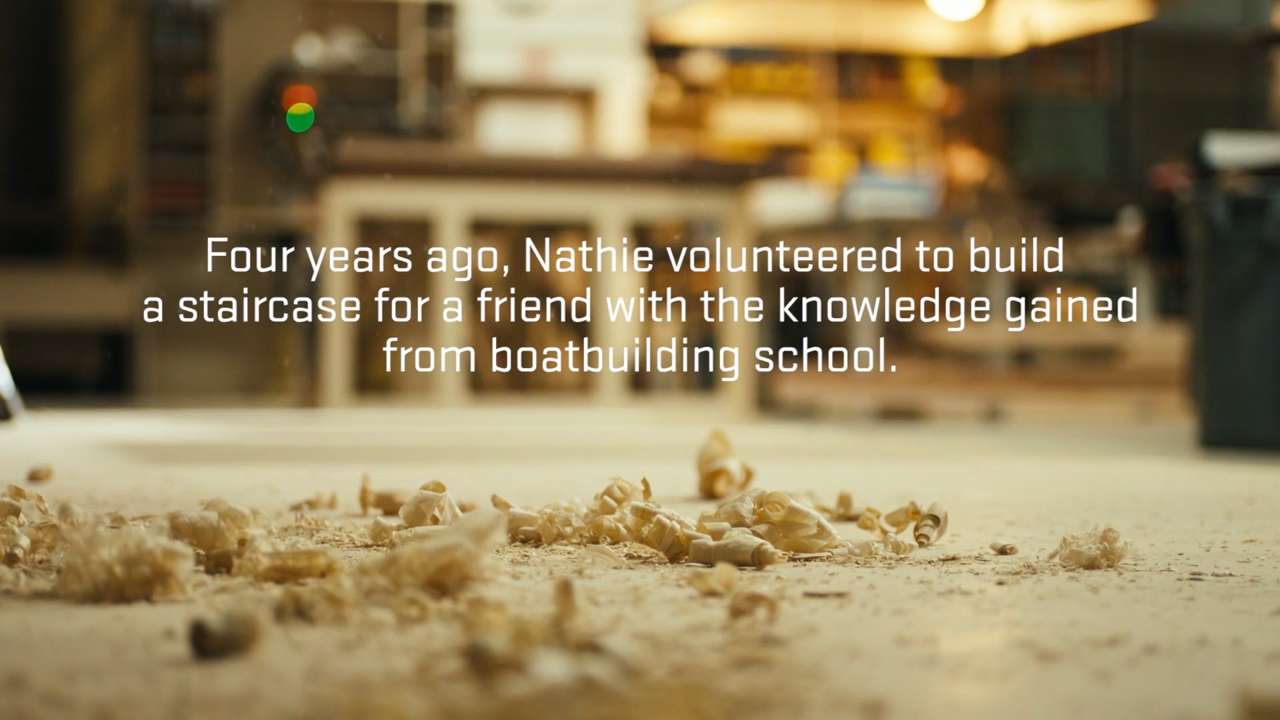 Four years ago, Nathie volunteered to build
a staircase for a friend with the knowledge gained
from boatbuilding school.